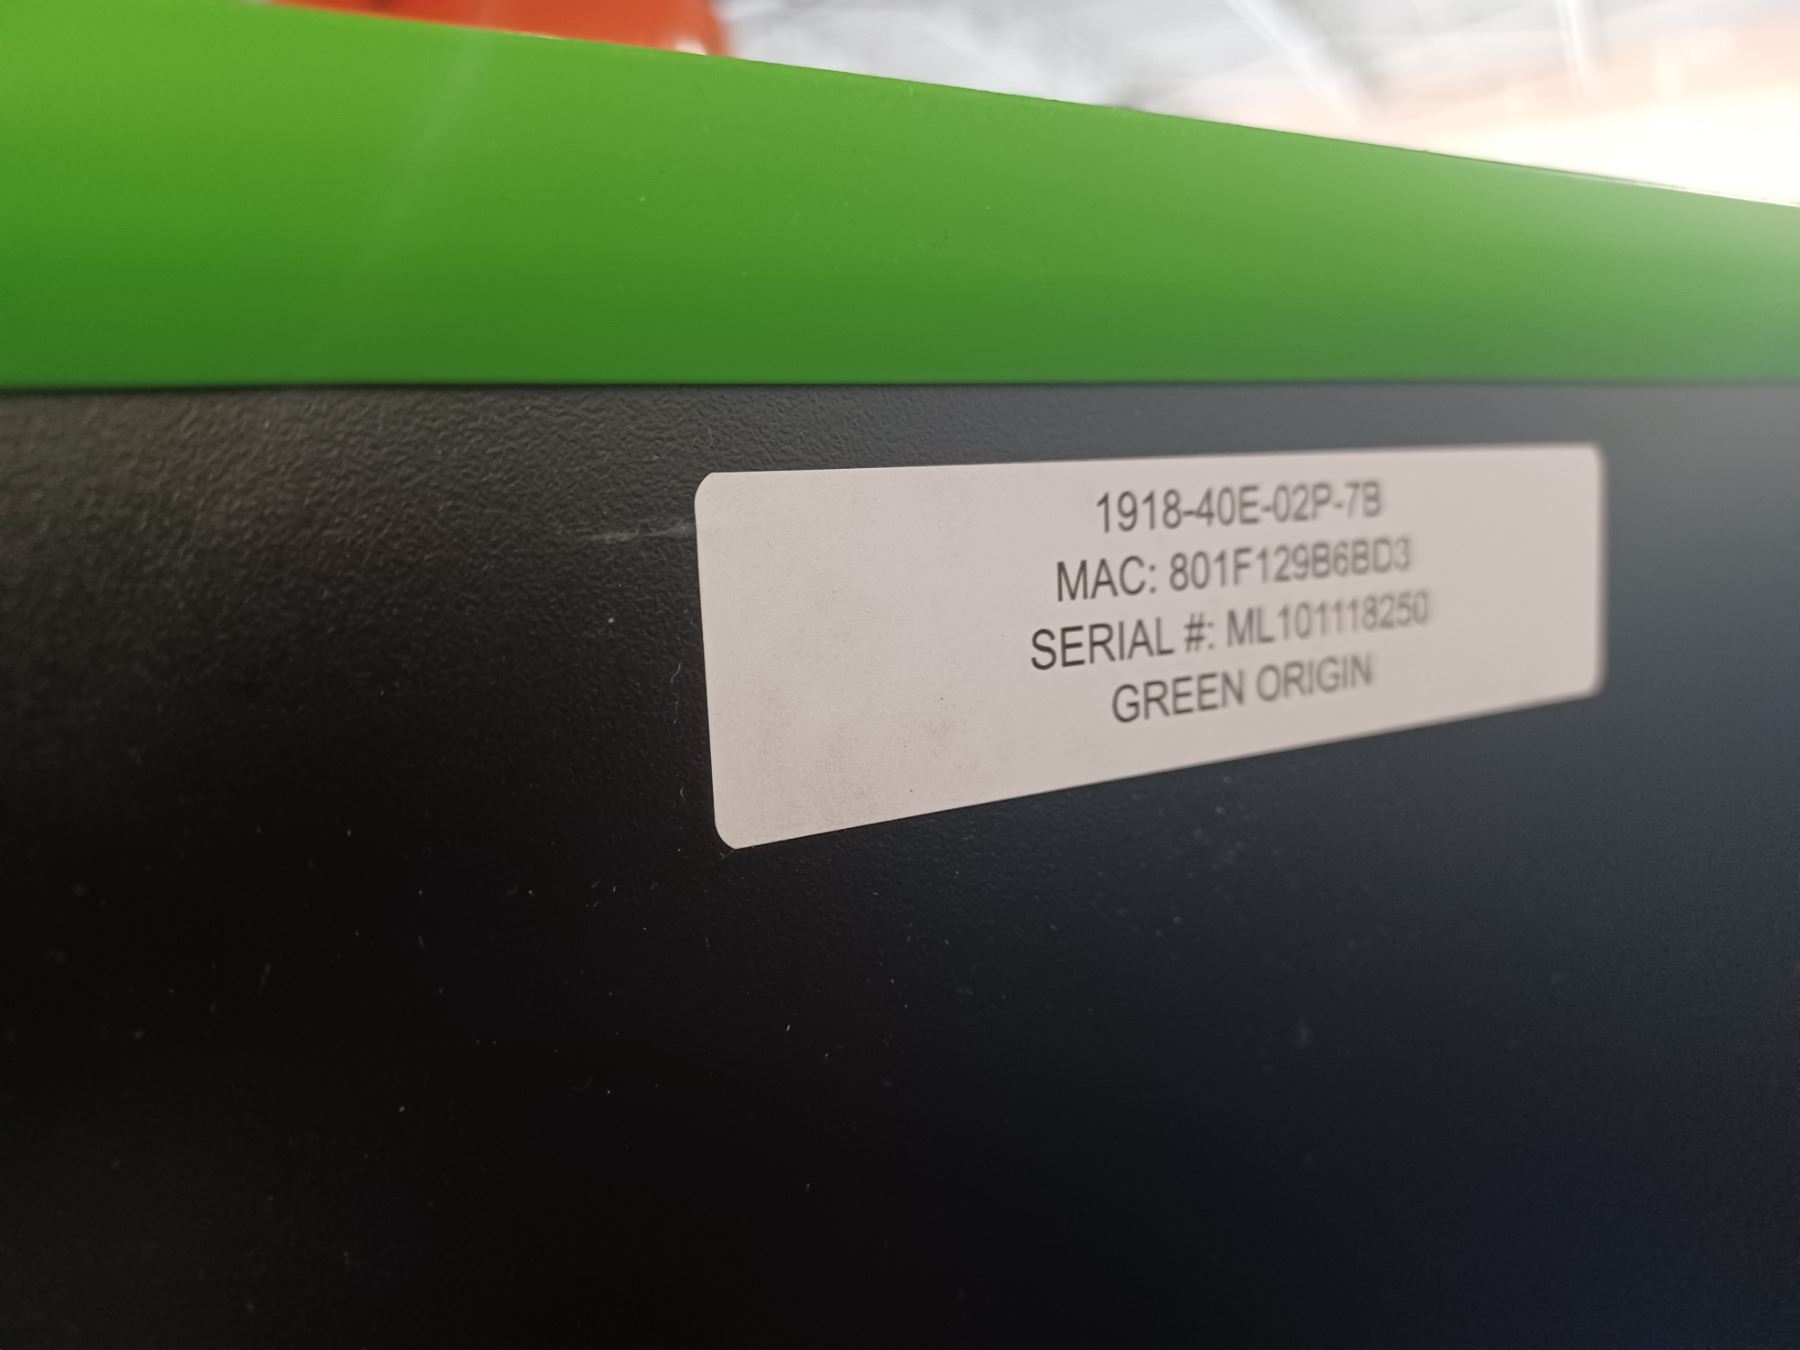 1918-40E-02P-7B
MAC: 801F129B6BD3
SERIAL #: ML101118250
GREEN ORIGIN